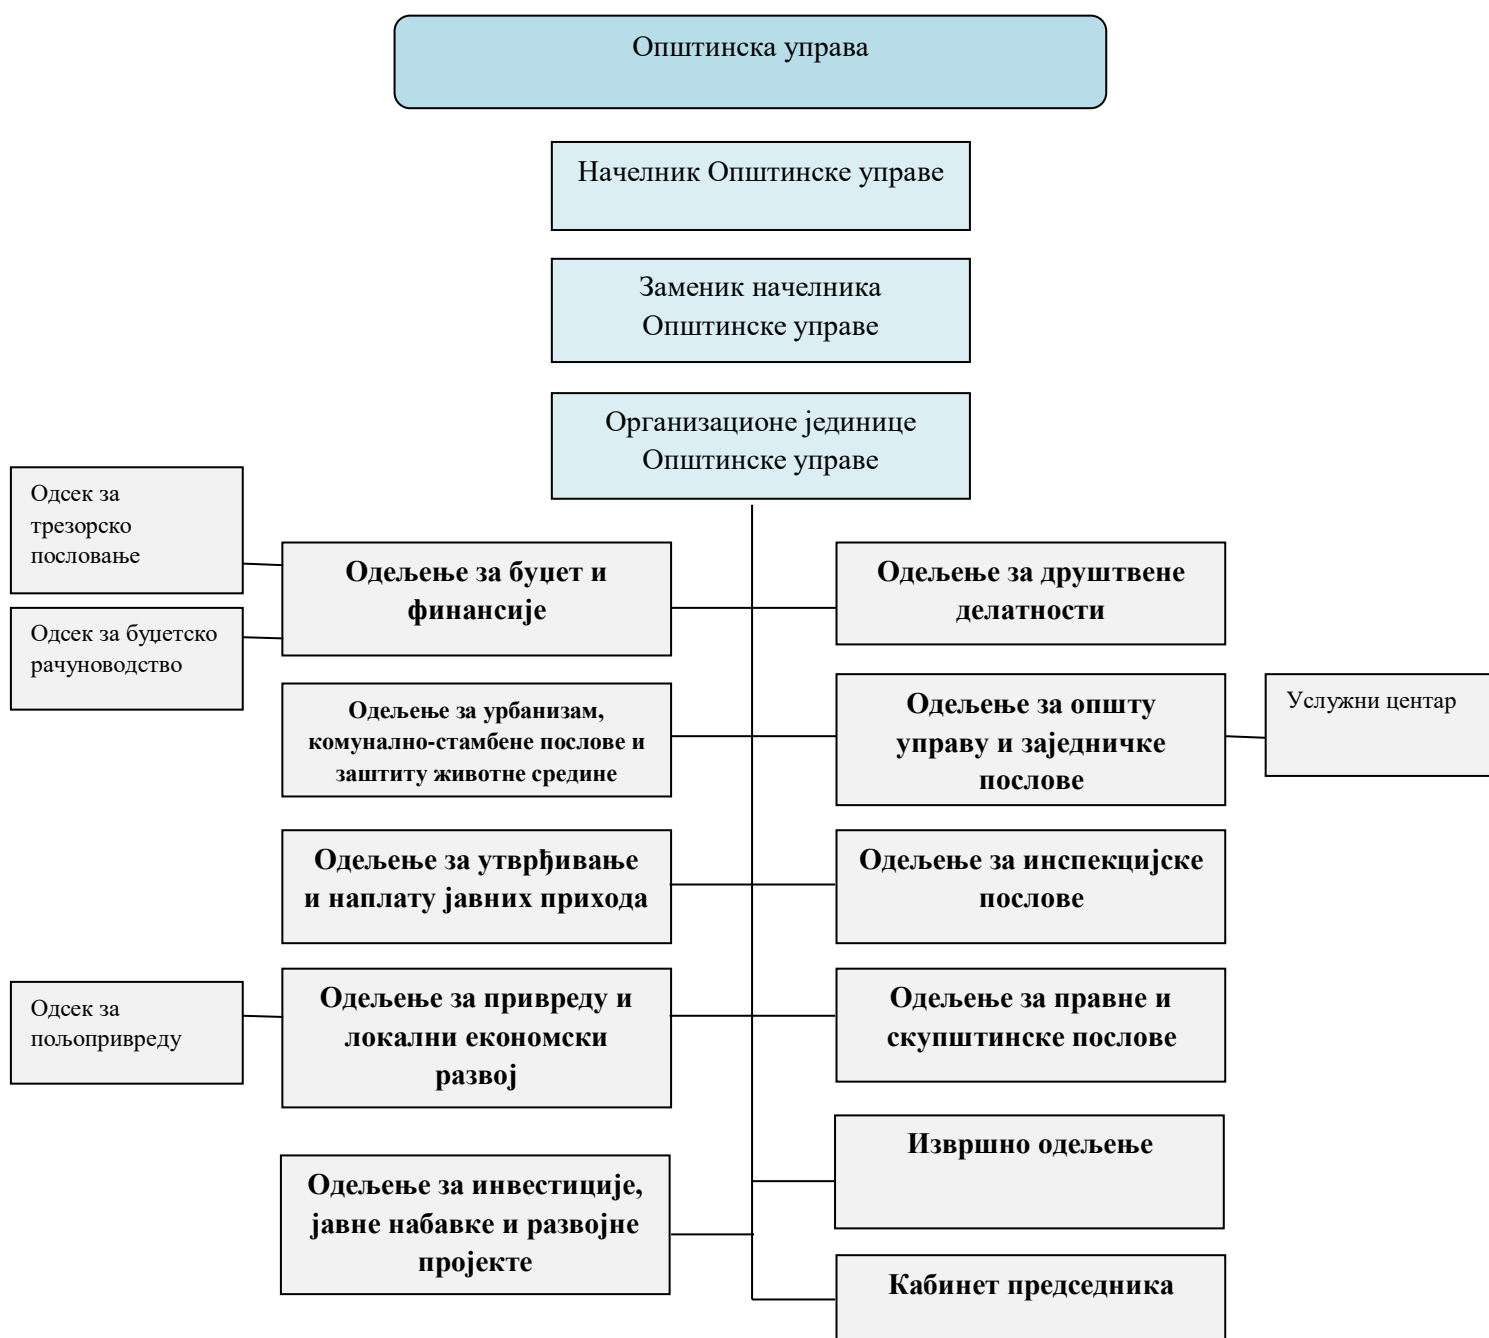 Општинска управа
Начелник Општинске управе
Заменик начелника
Општинске управе
Организационе јединице
Општинске управе
Одсек за
трезорско
пословање
Одељење за буџет и
финансије
Одељење за друштвене
делатности
Одсек за буџетско
рачуноводство
Одељење за урбанизам,
комунално-стамбене послове и
заштиту животне средине
Одељење за општу
управу и заједничке
послове
Услужни центар
Одељење за утврђивање
и наплату јавних прихода
Одељење за инспекцијске
послове
Одсек за
пољопривреду
Одељење за привреду и
локални економски
развој
Одељење за правне и
скупштинске послове
Извршно одељење
Одељење за инвестиције,
јавне набавке и развојне
пројекте
Кабинет председника